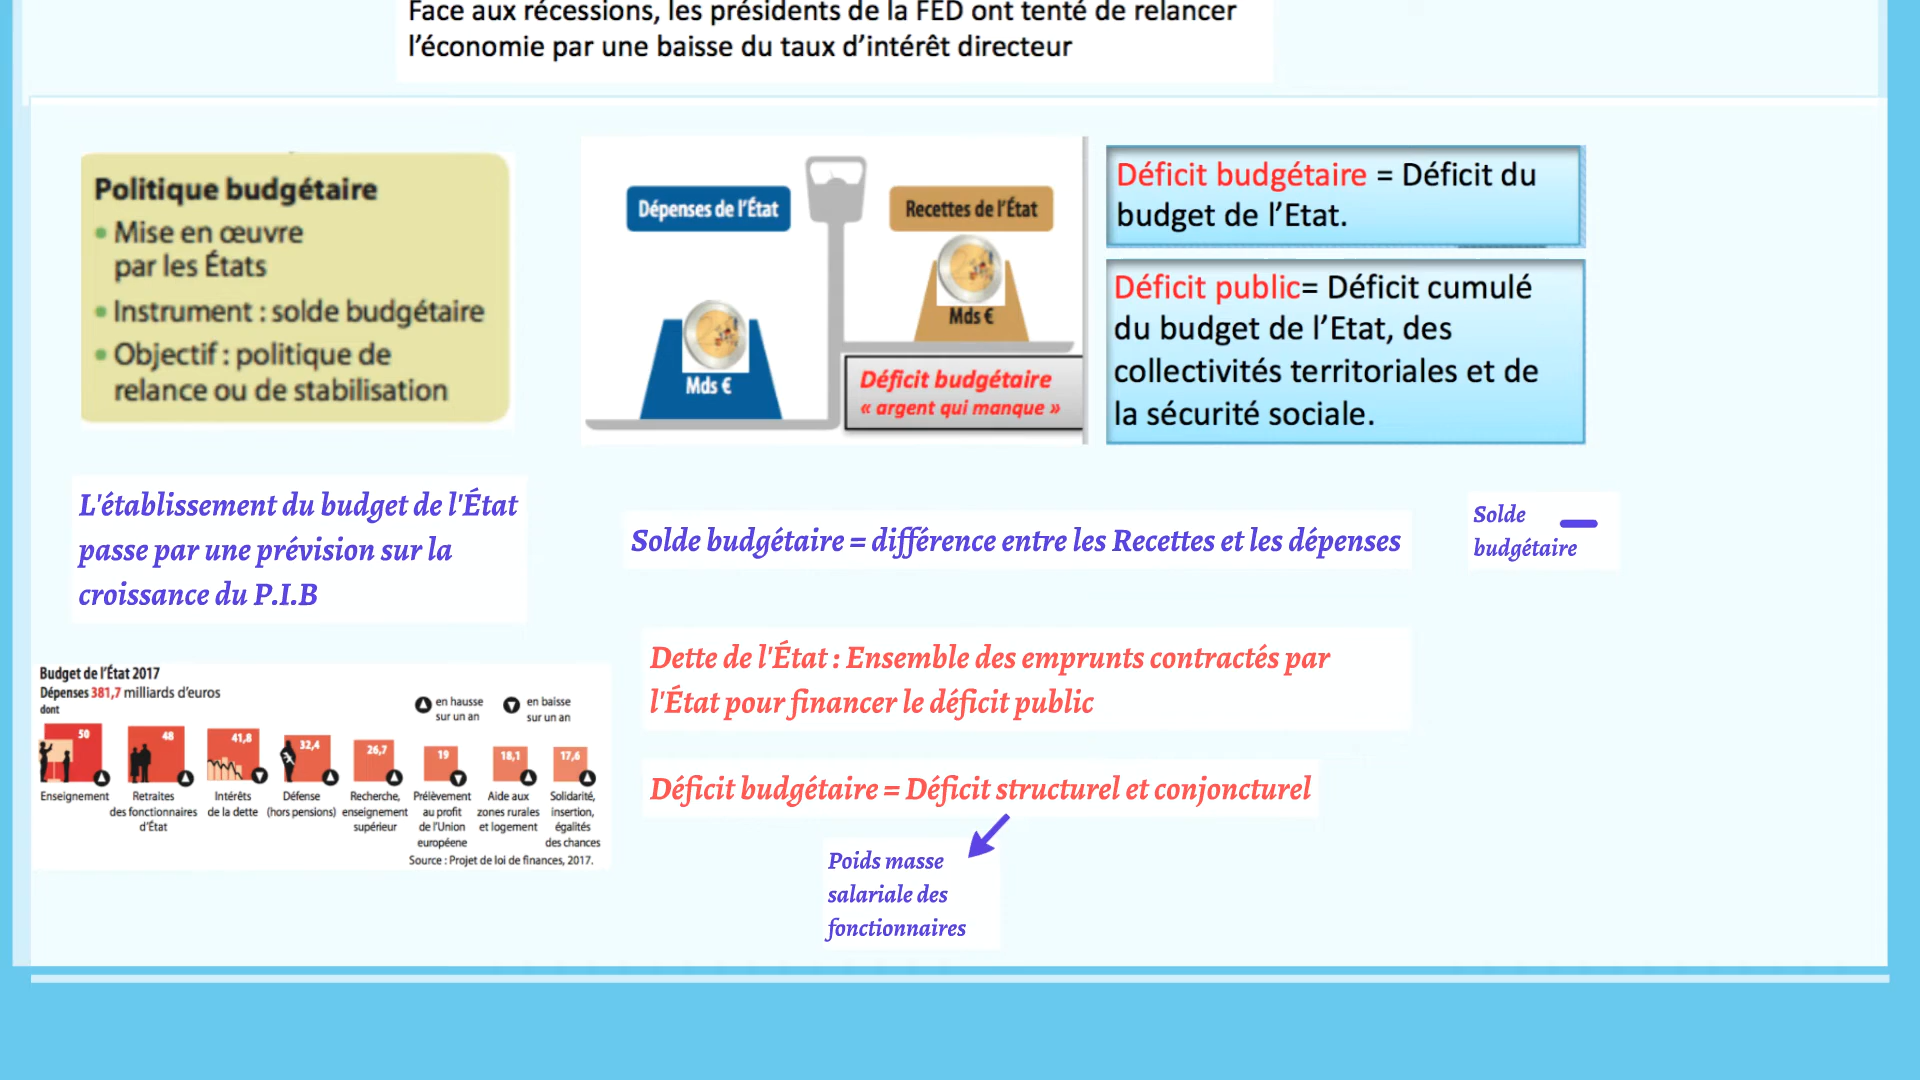 Face aux récessions, les présidents de la FED ont tenté de relancer
l’économie par une baisse du taux d’intérêt directeur
Politique budgétaire
• Mise en œuvre
par les États
• Instrument : solde budgétaire
• Objectif : politique de
relance ou de stabilisation
Dépenses de l’État
Recettes de l’État
Mds €
Mds €
Déficit budgétaire
« argent qui manque »
Déficit budgétaire = Déficit du
budget de l’Etat.
Déficit public= Déficit cumulé
du budget de l’Etat, des
collectivités territoriales et de
la sécurité sociale.
L'établissement du budget de l'État
passe par une prévision sur la
croissance du P.I.B
Solde budgétaire = différence entre les Recettes et les dépenses
Solde
budgétaire
Dette de l'État : Ensemble des emprunts contractés par
l'État pour financer le déficit public
Déficit budgétaire = Déficit structurel et conjoncturel
Poids masse
salariale des
fonctionnaires
Budget de l’État 2017
Dépenses 381,7 milliards d’euros
dont
en hausse
sur un an
en baisse
sur un an
50
48
41,8
32,4
26,7
19
18,1
17,6
Enseignement
Retraites
des fonctionnaires
d’État
Intérêts
de la dette
Défense
(hors pensions)
Recherche,
enseignement
supérieur
Prélèvement
au profit
de l’Union
européene
Aide aux
zones rurales
et logement
Solidarité,
insertion,
égalités
des chances
Source : Projet de loi de finances, 2017.